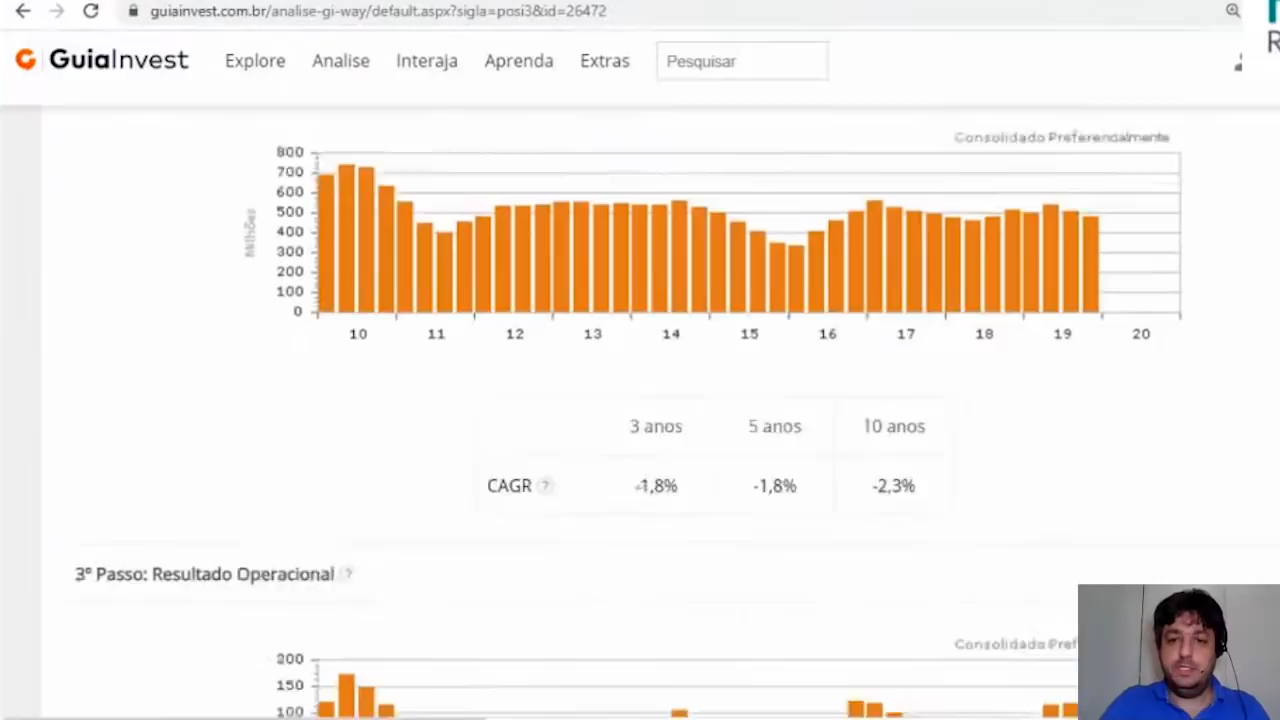 guiainvest.com.br/analise-gi-way/default.aspx?sigla=posi3&id=26472
GuiaInvest Explore Analise Interaja Aprenda Extras Pesquisar
R
Consolidado Preferencialmente
800
700
600
500
400
300
200
100
0
Milhões
10 11 12 13 14 15 16 17 18 19 20
3 anos 5 anos 10 anos
CAGR ? -1,8% -1,8% -2,3%
3º Passo: Resultado Operacional ?
Consolidado Pref
200
150
100